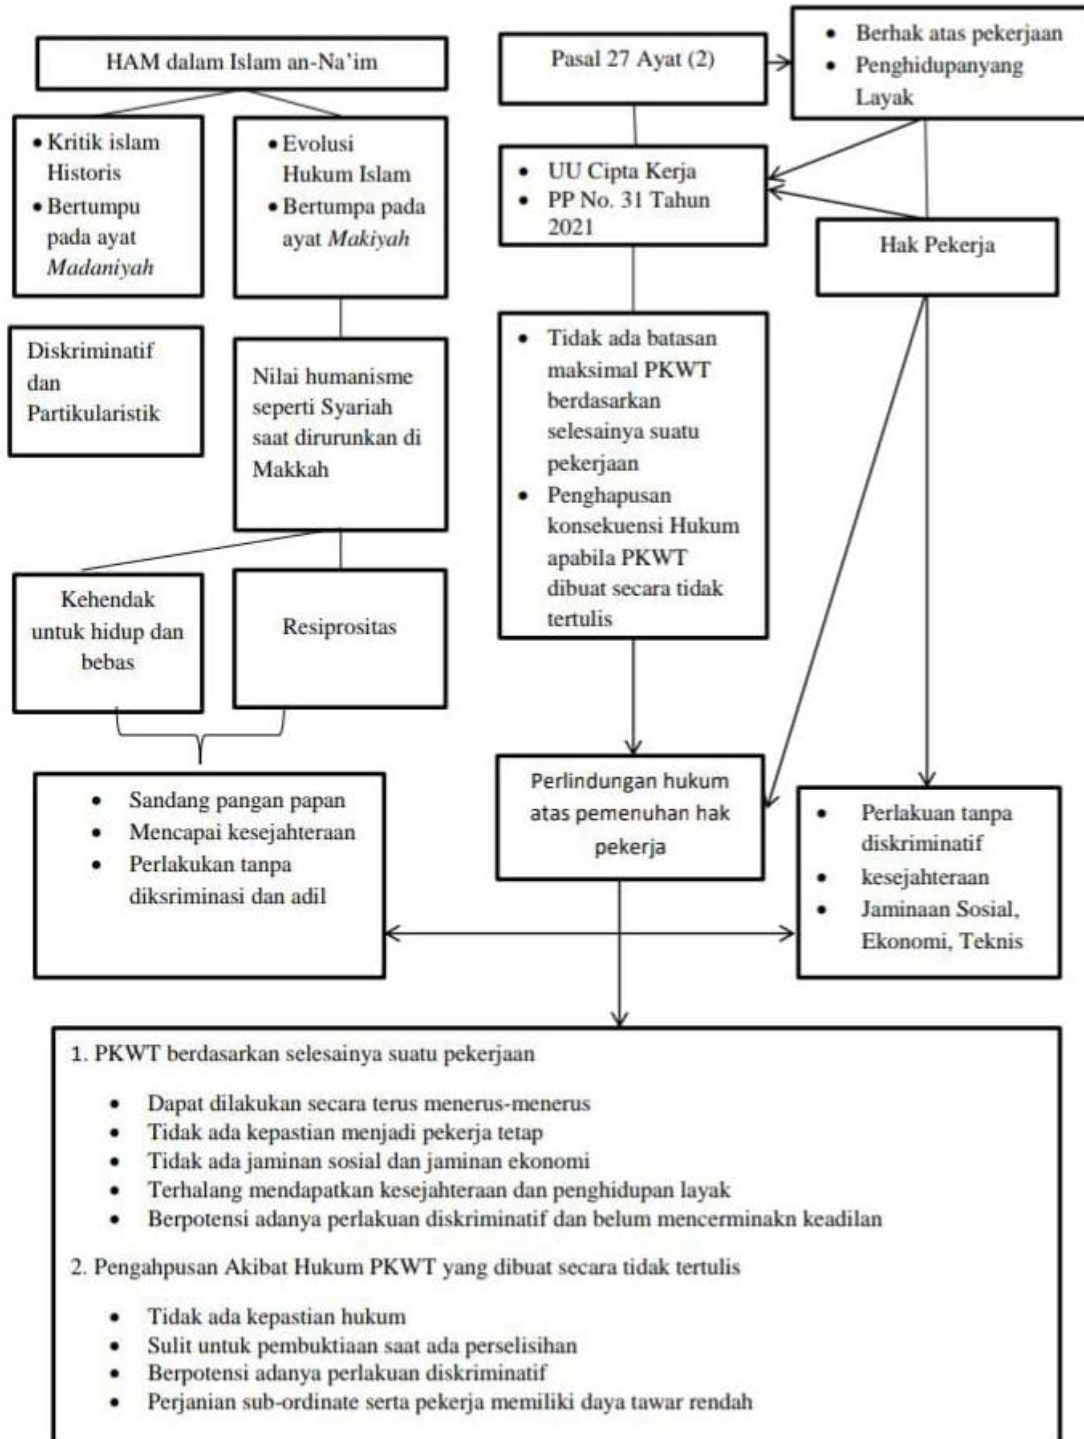 HAM dalam Islam an-Na'im
Pasal 27 Ayat (2)
• Berhak atas pekerjaan
• Penghidupanyang
Layak
• Kritik islam
Historis
• Bertumpu
pada ayat
Madaniyah
• Evolusi
Hukum Islam
• Bertumpa pada
ayat Makiyah
• UU Cipta Kerja
• PP No. 31 Tahun
2021
Hak Pekerja
Diskriminatif
dan
Partikularistik
Nilai humanisme
seperti Syariah
saat dirurunkan di
Makkah
• Tidak ada batasan
maksimal PKWT
berdasarkan
selesainya suatu
pekerjaan
• Penghapusan
konsekuensi Hukum
apabila PKWT
dibuat secara tidak
tertulis
Kehendak
untuk hidup dan
bebas
Resiprositas
• Sandang pangan papan
• Mencapai kesejahteraan
• Perlakukan tanpa
diksriminasi dan adil
Perlindungan hukum
atas pemenuhan hak
pekerja
• Perlakuan tanpa
diskriminatif
• kesejahteraan
• Jaminaan Sosial,
Ekonomi, Teknis
1. PKWT berdasarkan selesainya suatu pekerjaan
• Dapat dilakukan secara terus menerus-menerus
• Tidak ada kepastian menjadi pekerja tetap
• Tidak ada jaminan sosial dan jaminan ekonomi
• Terhalang mendapatkan kesejahteraan dan penghidupan layak
• Berpotensi adanya perlakuan diskriminatif dan belum mencerminakn keadilan
2. Pengahpusan Akibat Hukum PKWT yang dibuat secara tidak tertulis
• Tidak ada kepastian hukum
• Sulit untuk pembuktiaan saat ada perselisihan
• Berpotensi adanya perlakuan diskriminatif
• Perjanian sub-ordinate serta pekerja memiliki daya tawar rendah